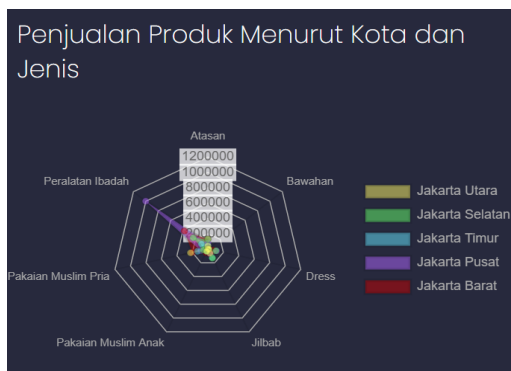 Penjualan Produk Menurut Kota dan
Jenis
Atasan
1200000
1000000
800000
600000
400000
200000
Peralatan Ibadah
Bawahan
Pakaian Muslim Pria
Dress
Pakaian Muslim Anak
Jilbab
Jakarta Utara
Jakarta Selatan
Jakarta Timur
Jakarta Pusat
Jakarta Barat